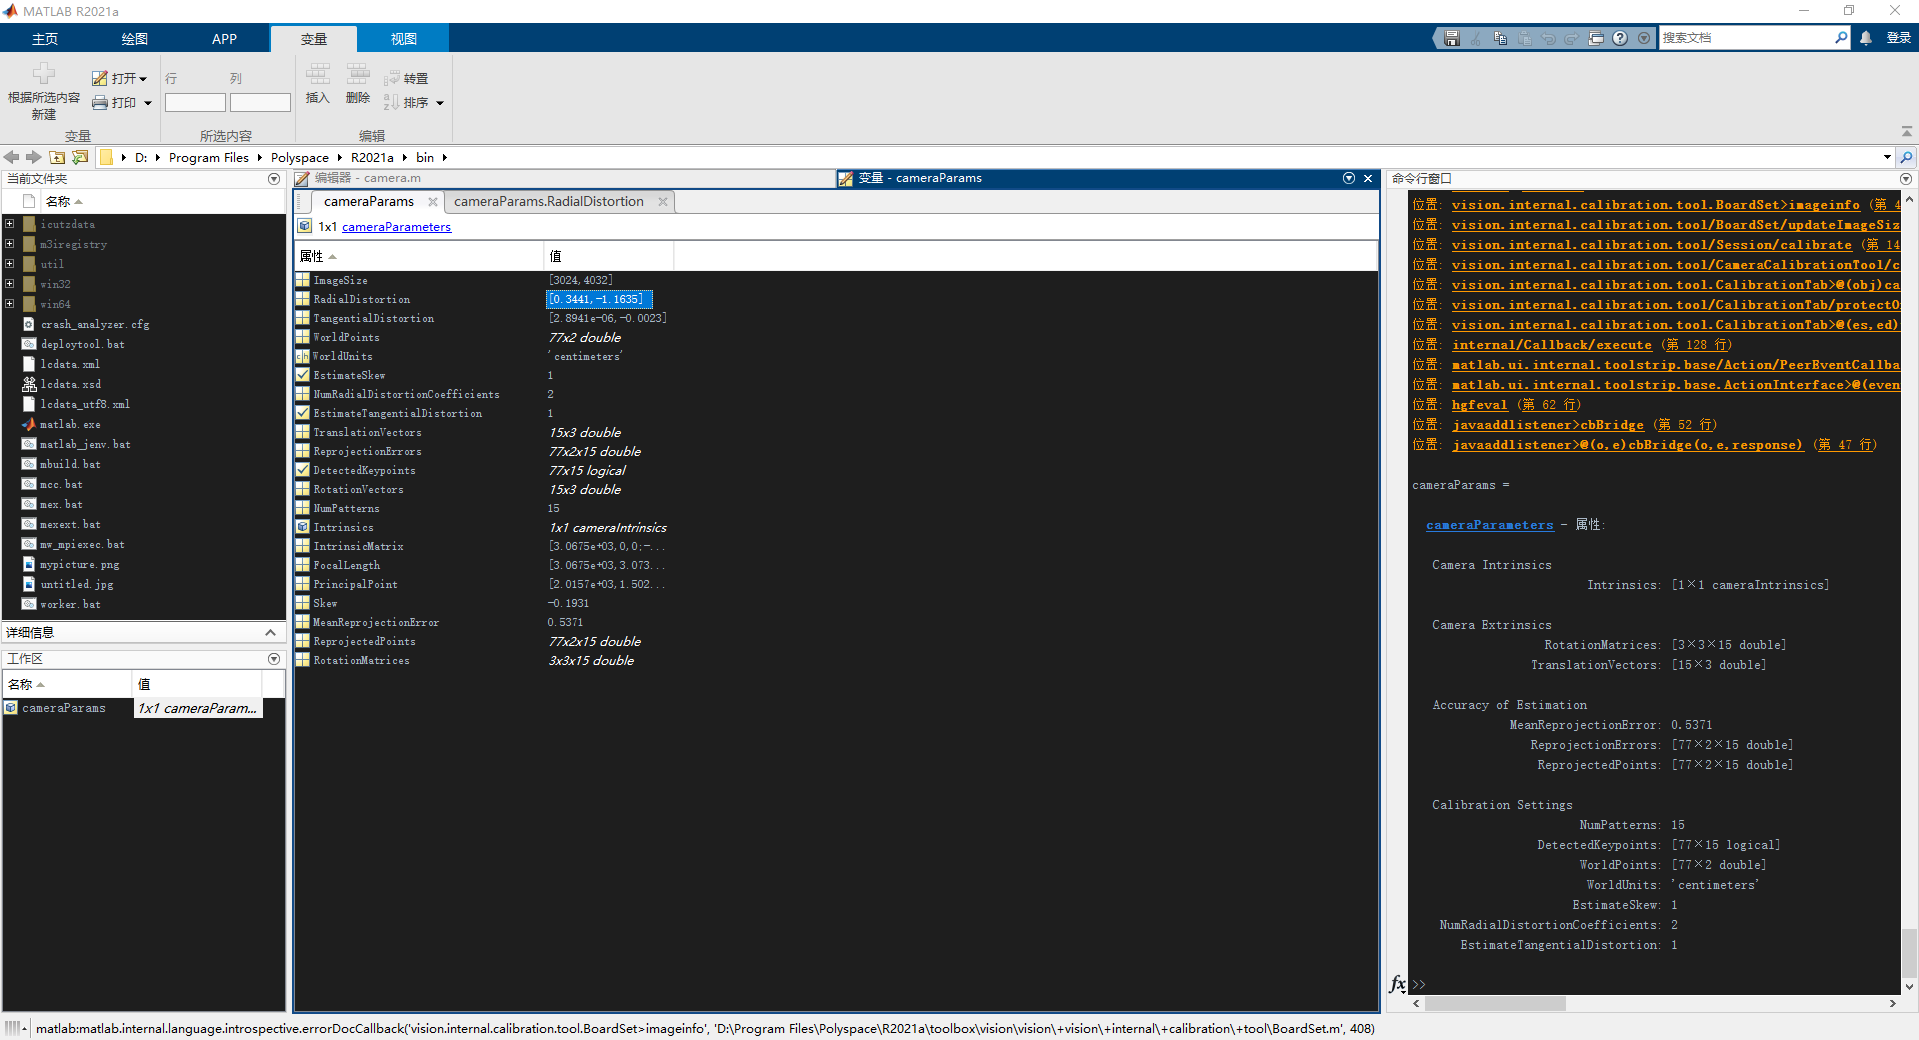 MATLAB R2021a
主页 绘图 APP 变量 视图
搜索文档 登录
根据所选内容
新建
打开
打印
行 列
插入 删除
转置
排序
变量 所选内容 编辑
D: Program Files Polyspace R2021a bin
当前文件夹
名称
icutzdata
m3iregistry
util
win32
win64
crash_analyzer.cfg
deploytool.bat
lcdata.xml
lcdata.xsd
lcdata_utf8.xml
matlab.exe
matlab_jenv.bat
mbuild.bat
mcc.bat
mex.bat
mexext.bat
mw_mpiexec.bat
mypicture.png
untitled.jpg
worker.bat
详细信息
工作区
名称 值
cameraParams 1x1 cameraParam...
编辑器 - camera.m
变量 - cameraParams
cameraParams cameraParams.RadialDistortion
1x1 cameraParameters
属性 值
ImageSize [3024,4032]
RadialDistortion [0.3441,-1.1635]
TangentialDistortion [2.8941e-06,-0.0023]
WorldPoints 77x2 double
WorldUnits 'centimeters'
EstimateSkew 1
NumRadialDistortionCoefficients 2
EstimateTangentialDistortion 1
TranslationVectors 15x3 double
ReprojectionErrors 77x2x15 double
DetectedKeypoints 77x15 logical
RotationVectors 15x3 double
NumPatterns 15
Intrinsics 1x1 cameraIntrinsics
IntrinsicMatrix [3.0675e+03,0,0;-...
FocalLength [3.0675e+03,3.073...
PrincipalPoint [2.0157e+03,1.502...
Skew -0.1931
MeanReprojectionError 0.5371
ReprojectedPoints 77x2x15 double
RotationMatrices 3x3x15 double
命令行窗口
位置: vision.internal.calibration.tool.BoardSet>imageinfo (第 4
位置: vision.internal.calibration.tool/BoardSet/updateImageSiz
位置: vision.internal.calibration.tool/Session/calibrate (第 14
位置: vision.internal.calibration.tool/CameraCalibrationTool/c
位置: vision.internal.calibration.tool.CalibrationTab>@(obj)ca
位置: vision.internal.calibration.tool/CalibrationTab/protectO
位置: vision.internal.calibration.tool.CalibrationTab>@(es,ed)
位置: internal/Callback/execute (第 128 行)
位置: matlab.ui.internal.toolstrip.base/Action/PeerEventCallba
位置: matlab.ui.internal.toolstrip.base.ActionInterface>@(even
位置: hgfeval (第 62 行)
位置: javaaddlistener>cbBridge (第 52 行)
位置: javaaddlistener>@(o,e)cbBridge(o,e,response) (第 47 行)
cameraParams =
cameraParameters - 属性:
Camera Intrinsics
Intrinsics: [1×1 cameraIntrinsics]
Camera Extrinsics
RotationMatrices: [3×3×15 double]
TranslationVectors: [15×3 double]
Accuracy of Estimation
MeanReprojectionError: 0.5371
ReprojectionErrors: [77×2×15 double]
ReprojectedPoints: [77×2×15 double]
Calibration Settings
NumPatterns: 15
DetectedKeypoints: [77×15 logical]
WorldPoints: [77×2 double]
WorldUnits: 'centimeters'
EstimateSkew: 1
NumRadialDistortionCoefficients: 2
EstimateTangentialDistortion: 1
fx >>
matlab:matlab.internal.language.introspective.errorDocCallback('vision.internal.calibration.tool.BoardSet>imageinfo', 'D:\Program Files\Polyspace\R2021a\toolbox\vision\vision\+vision\+internal\+calibration\+tool\BoardSet.m', 408)